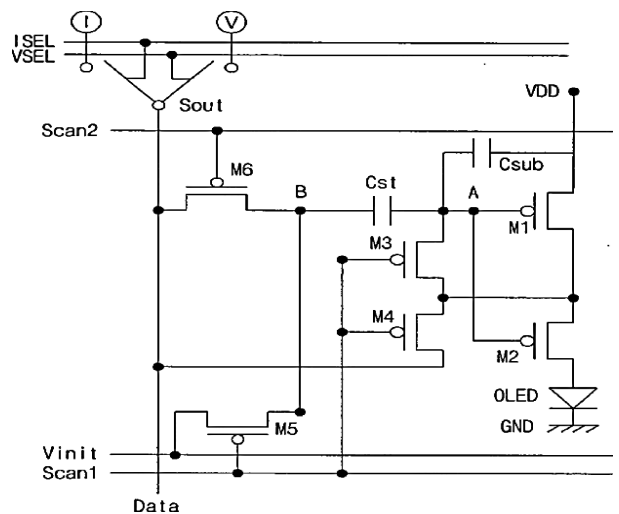 I V
ISEL
VSEL
Sout
VDD
Scan2
Csub
M6
B Cst A
M1
M3
M4
M2
OLED
M5
GND
Vinit
Scan1
Data